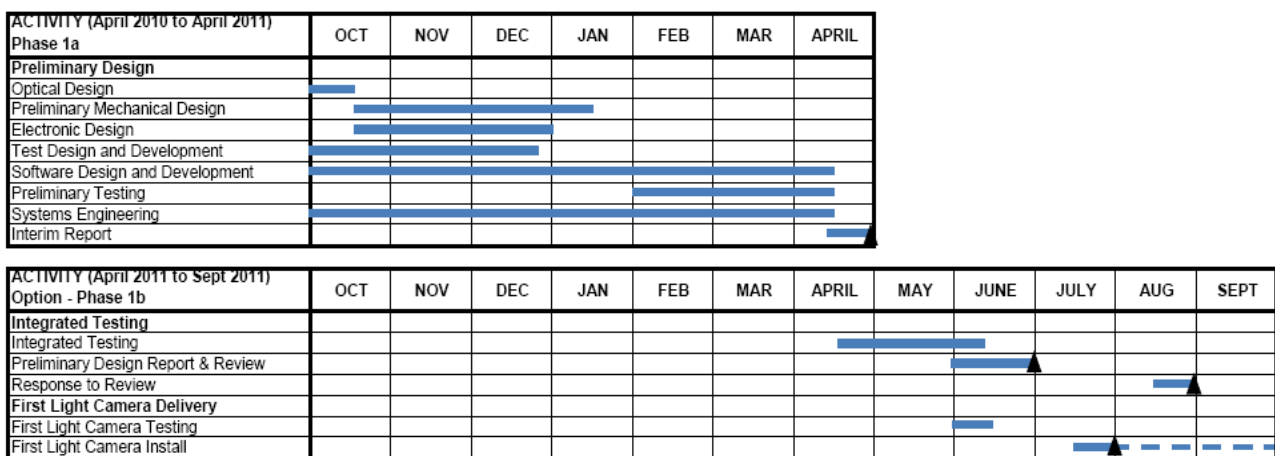 ACTIVITY (April 2010 to April 2011)
Phase 1a
OCT NOV DEC JAN FEB MAR APRIL
Preliminary Design
Optical Design
Preliminary Mechanical Design
Electronic Design
Test Design and Development
Software Design and Development
Preliminary Testing
Systems Engineering
Interim Report
ACTIVITY (April 2011 to Sept 2011)
Option - Phase 1b
OCT NOV DEC JAN FEB MAR APRIL MAY JUNE JULY AUG SEPT
Integrated Testing
Integrated Testing
Preliminary Design Report & Review
Response to Review
First Light Camera Delivery
First Light Camera Testing
First Light Camera Install